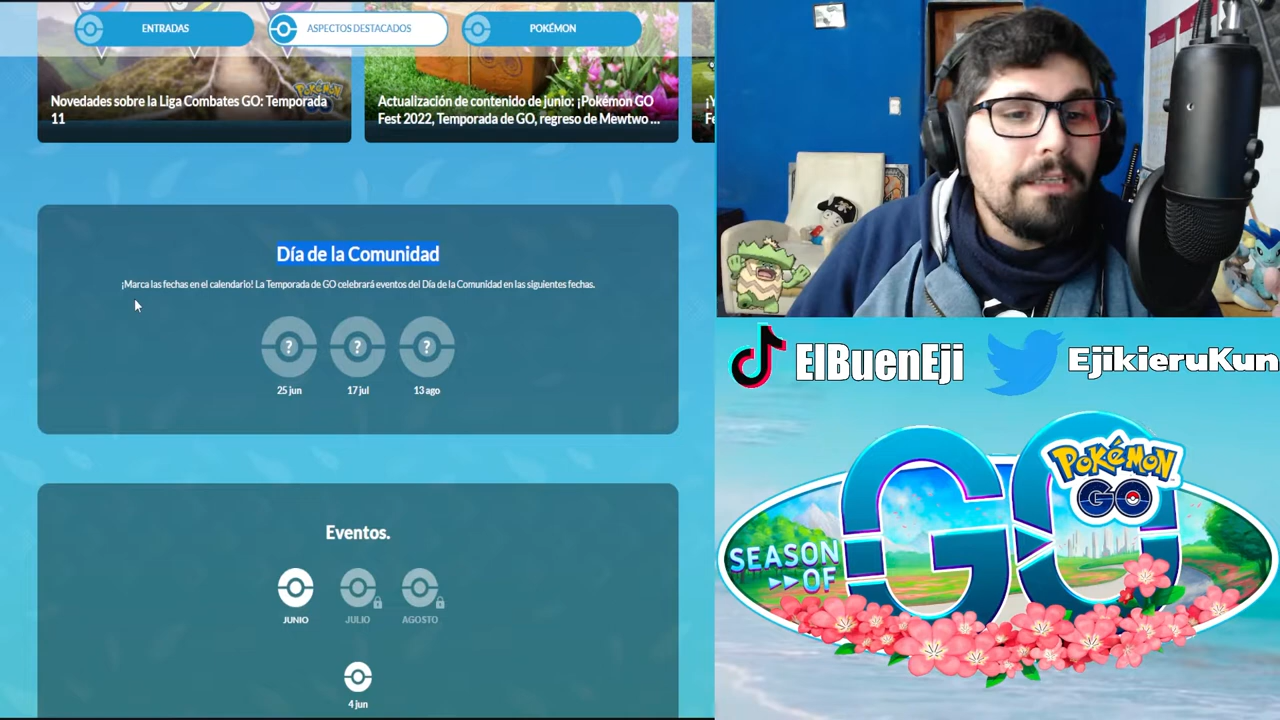 ENTRADAS
ASPECTOS DESTACADOS
POKÉMON
Novedades sobre la Liga Combates GO: Temporada
11
Actualización de contenido de junio: ¡Pokémon GO
Fest 2022, Temporada de GO, regreso de Mewtwo ...
Día de la Comunidad
¡Marca las fechas en el calendario! La Temporada de GO celebrará eventos del Día de la Comunidad en las siguientes fechas.
? ? ?
25 jun 17 jul 13 ago
Eventos.
JUNIO JULIO AGOSTO
4 jun
ElBuenEji
EjikieruKun
POKÉMON
GO
SEASON
OF
GO